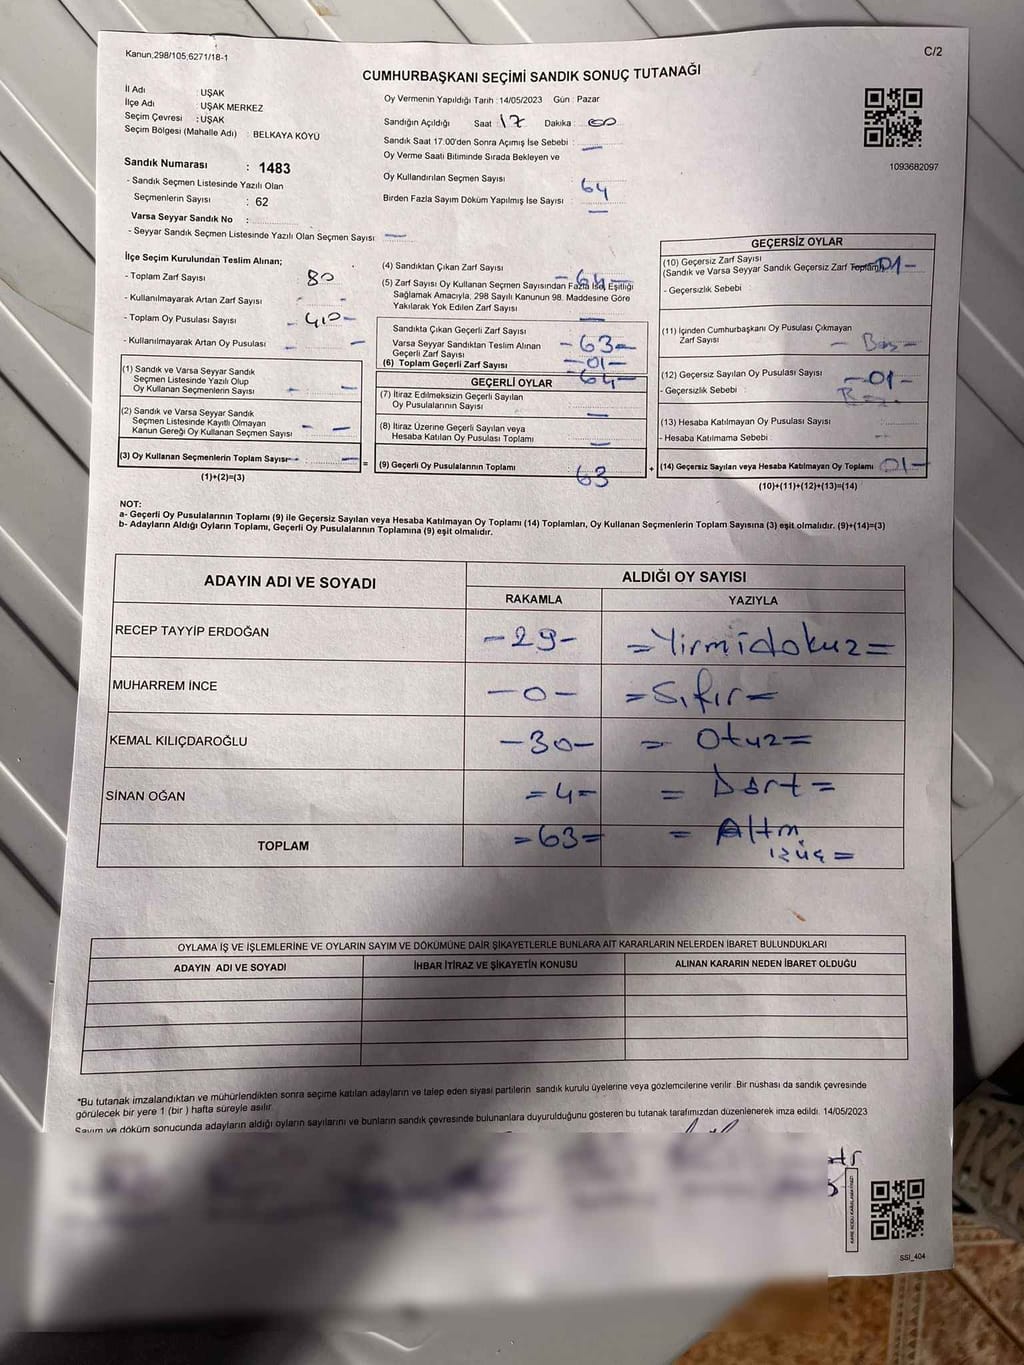 Kanun,298/105,6271/18-1
C/2
CUMHURBAŞKANI SEÇİMİ SANDIK SONUÇ TUTANAĞI
İl Adı : UŞAK
İlçe Adı : UŞAK MERKEZ
Seçim Çevresi : UŞAK
Seçim Bölgesi (Mahalle Adı) : BELKAYA KÖYÜ
Sandık Numarası : 1483
- Sandık Seçmen Listesinde Yazılı Olan
Seçmenlerin Sayısı : 62
Varsa Seyyar Sandık No :
- Seyyar Sandık Seçmen Listesinde Yazılı Olan Seçmen Sayısı: —
Oy Vermenin Yapıldığı Tarih : 14/05/2023 Gün : Pazar
Sandığın Açıldığı Saat 17 Dakika : 00
Sandık Saat 17.00'den Sonra Açımış İse Sebebi : —
Oy Verme Saati Bitiminde Sırada Bekleyen ve
Oy Kullandırılan Seçmen Sayısı 64
Birden Fazla Sayım Döküm Yapılmış İse Sayısı : —
1093682097
İlçe Seçim Kurulundan Teslim Alınan;
- Toplam Zarf Sayısı : 80
- Kullanılmayarak Artan Zarf Sayısı : - -
- Toplam Oy Pusulası Sayısı : - 410 -
- Kullanılmayarak Artan Oy Pusulası : - -
(1) Sandık ve Varsa Seyyar Sandık
Seçmen Listesinde Yazılı Olup
Oy Kullanan Seçmenlerin Sayısı : - -
(2) Sandık ve Varsa Seyyar Sandık
Seçmen Listesinde Kayıtlı Olmayan
Kanun Gereği Oy Kullanan Seçmen Sayısı : - -
(3) Oy Kullanan Seçmenlerin Toplam Sayısı - -
(1)+(2)=(3)
=
(4) Sandıktan Çıkan Zarf Sayısı : - 64 -
(5) Zarf Sayısı Oy Kullanan Seçmen Sayısından Fazla İse, Eşitliği
Sağlamak Amacıyla, 298 Sayılı Kanunun 98. Maddesine Göre
Yakılarak Yok Edilen Zarf Sayısı : —
Sandıkta Çıkan Geçerli Zarf Sayısı : - 63 -
Varsa Seyyar Sandıktan Teslim Alınan
Geçerli Zarf Sayısı : - 01 -
(6) Toplam Geçerli Zarf Sayısı : - 64 -
GEÇERLİ OYLAR
(7) İtiraz Edilmeksizin Geçerli Sayılan
Oy Pusulalarının Sayısı : —
(8) İtiraz Üzerine Geçerli Sayılan veya
Hesaba Katılan Oy Pusulası Toplamı : —
(9) Geçerli Oy Pusulalarının Toplamı : 63
+
GEÇERSİZ OYLAR
(10) Geçersiz Zarf Sayısı
(Sandık ve Varsa Seyyar Sandık Geçersiz Zarf Toplamı) 01 -
- Geçersizlik Sebebi :
(11) İçinden Cumhurbaşkanı Oy Pusulası Çıkmayan
Zarf Sayısı : - Boş -
(12) Geçersiz Sayılan Oy Pusulası Sayısı : - 01 -
- Geçersizlik Sebebi :
(13) Hesaba Katılmayan Oy Pusulası Sayısı :
- Hesaba Katılmama Sebebi : -
(14) Geçersiz Sayılan veya Hesaba Katılmayan Oy Toplamı : 01 -
(10)+(11)+(12)+(13)=(14)
NOT:
a- Geçerli Oy Pusulalarının Toplamı (9) ile Geçersiz Sayılan veya Hesaba Katılmayan Oy Toplamı (14) Toplamları, Oy Kullanan Seçmenlerin Toplam Sayısına (3) eşit olmalıdır. (9)+(14)=(3)
b- Adayların Aldığı Oyların Toplamı, Geçerli Oy Pusulalarının Toplamına (9) eşit olmalıdır.
ADAYIN ADI VE SOYADI
ALDIĞI OY SAYISI
RAKAMLA YAZIYLA
RECEP TAYYİP ERDOĞAN - 29 - = Yirmidokuz =
MUHARREM İNCE - 0 - = Sıfır =
KEMAL KILIÇDAROĞLU - 30 - = Otuz =
SİNAN OĞAN = 4 = = Dört =
TOPLAM = 63 = = Altm
ışüç =
OYLAMA İŞ VE İŞLEMLERİNE VE OYLARIN SAYIM VE DÖKÜMÜNE DAİR ŞİKAYETLERLE BUNLARA AİT KARARLARIN NELERDEN İBARET BULUNDUKLARI
ADAYIN ADI VE SOYADI İHBAR İTİRAZ VE ŞİKAYETİN KONUSU ALINAN KARARIN NEDEN İBARET OLDUĞU
*Bu tutanak imzalandıktan ve mühürlendikten sonra seçime katılan adayların ve talep eden siyasi partilerin sandık kurulu üyelerine veya gözlemcilerine verilir. Bir nüshası da sandık çevresinde
görülecek bir yere 1 (bir ) hafta süreyle asılır.
Sayım ve döküm sonucunda adayların aldığı oyların sayılarını ve bunların sandık çevresinde bulunanlara duyurulduğunu gösteren bu tutanak tarafımızdan düzenlenerek imza edildi. 14/05/2023
SSI_404